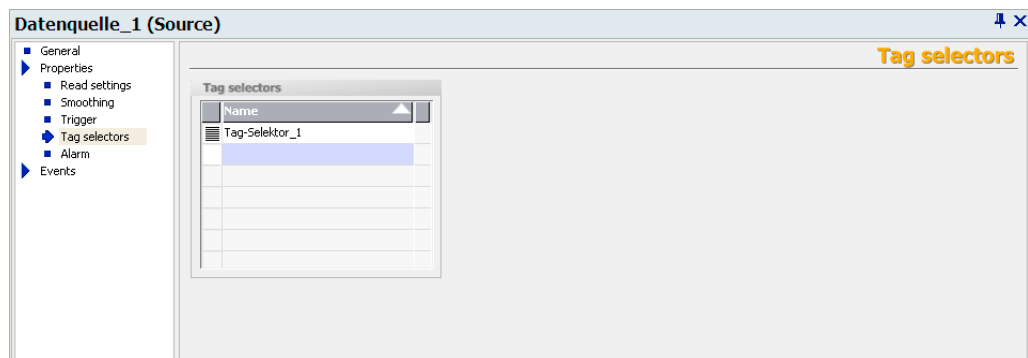 Datenquelle_1 (Source)
General
Properties
Read settings
Smoothing
Trigger
Tag selectors
Alarm
Events
Tag selectors
Tag selectors
Name
Tag-Selektor_1